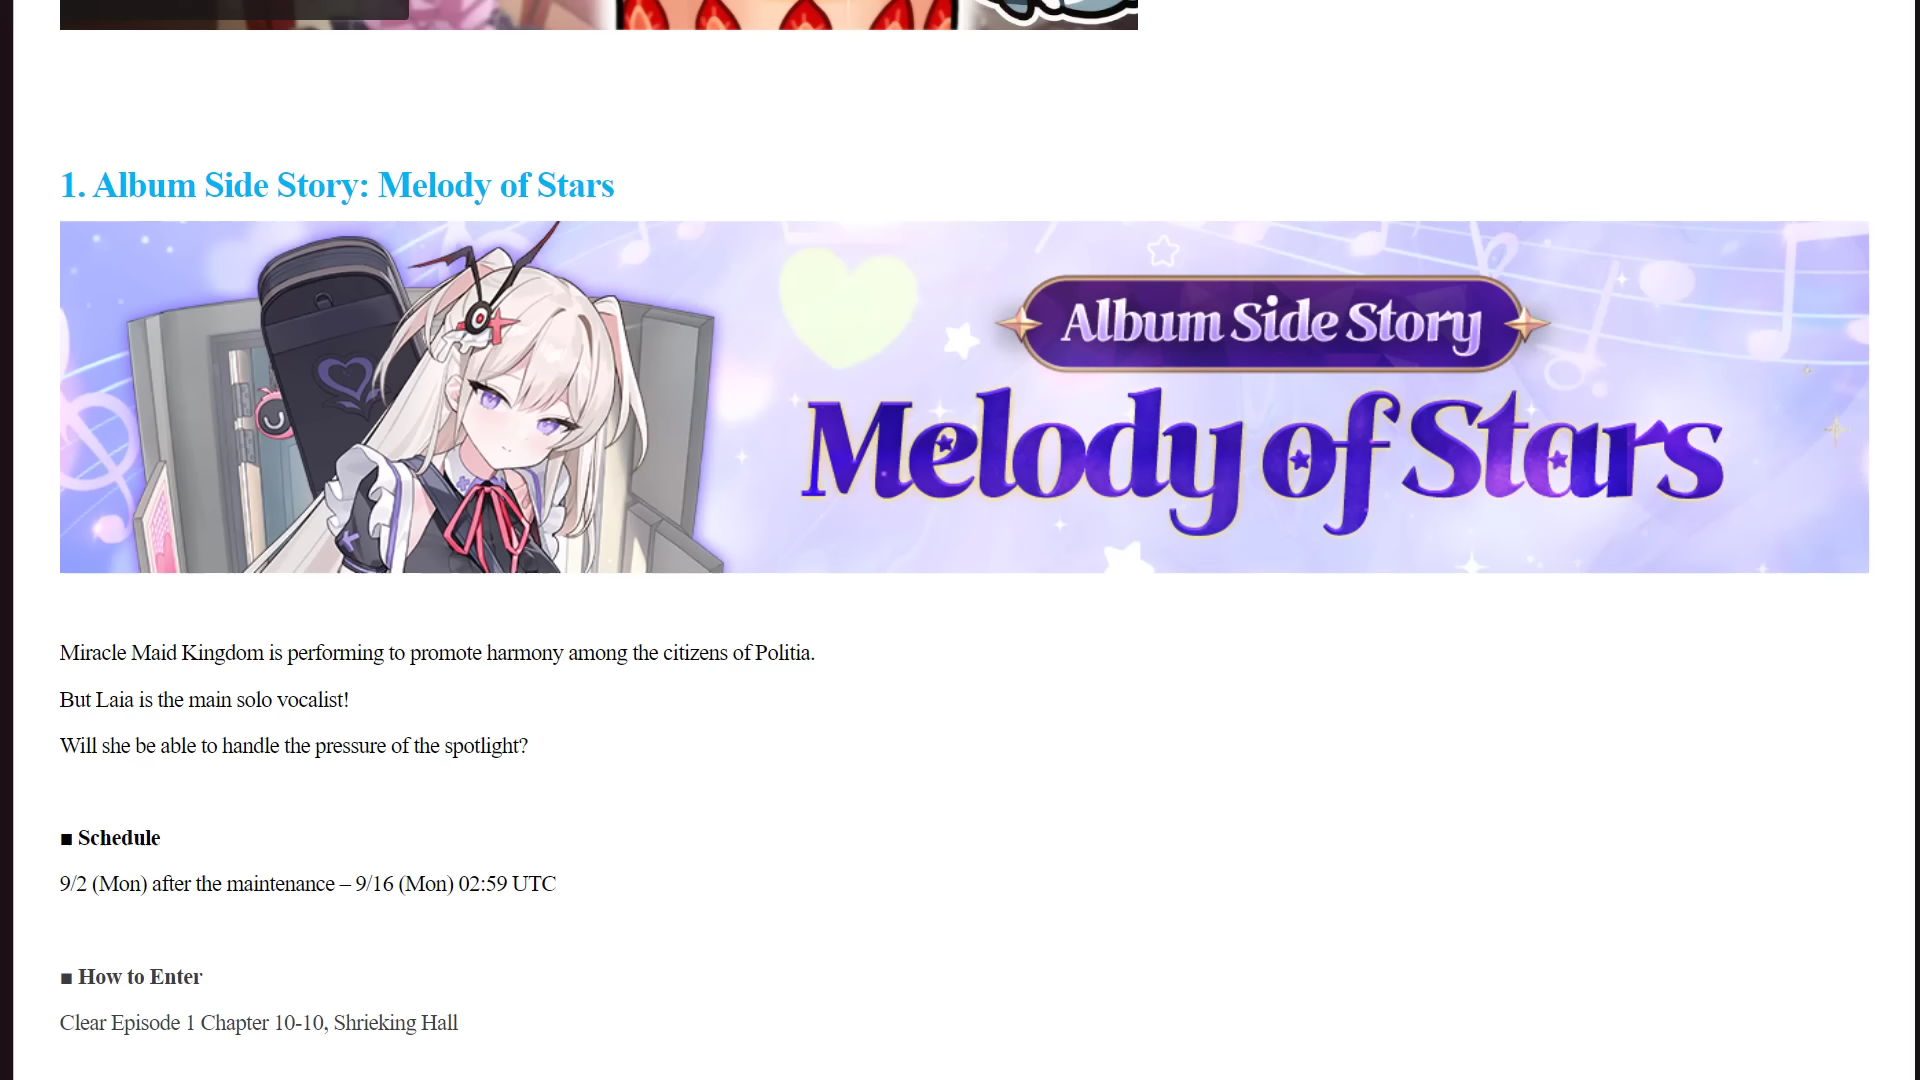 1. Album Side Story: Melody of Stars
Album Side Story
Melody of Stars
Miracle Maid Kingdom is performing to promote harmony among the citizens of Politia.
But Laia is the main solo vocalist!
Will she be able to handle the pressure of the spotlight?
■ Schedule
9/2 (Mon) after the maintenance – 9/16 (Mon) 02:59 UTC
■ How to Enter
Clear Episode 1 Chapter 10-10, Shrieking Hall